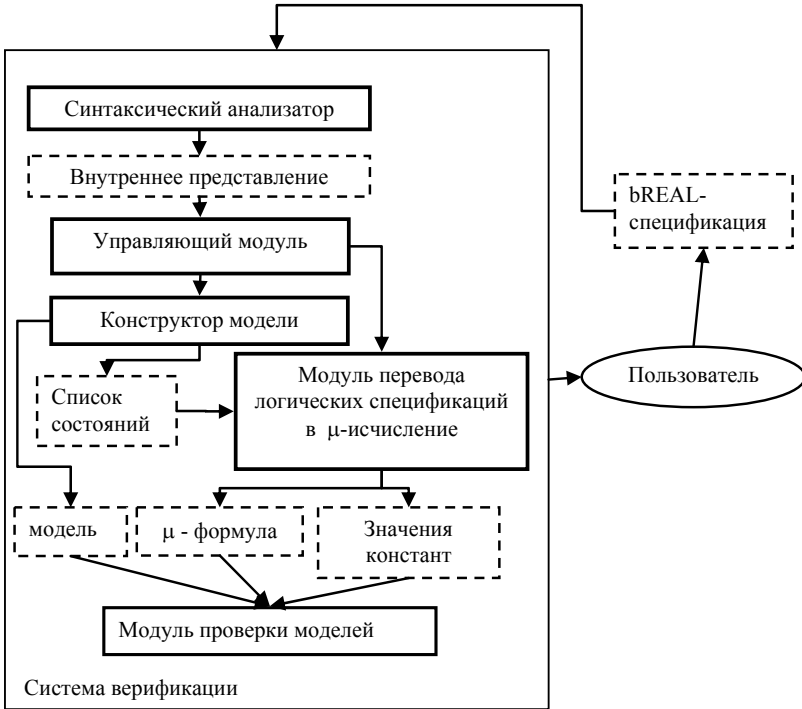 Синтаксический анализатор
Внутреннее представление
Управляющий модуль
Конструктор модели
Список
состояний
Модуль перевода
логических спецификаций
в μ-исчисление
модель
μ - формула
Значения
констант
Модуль проверки моделей
Система верификации
bREAL-
спецификация
Пользователь